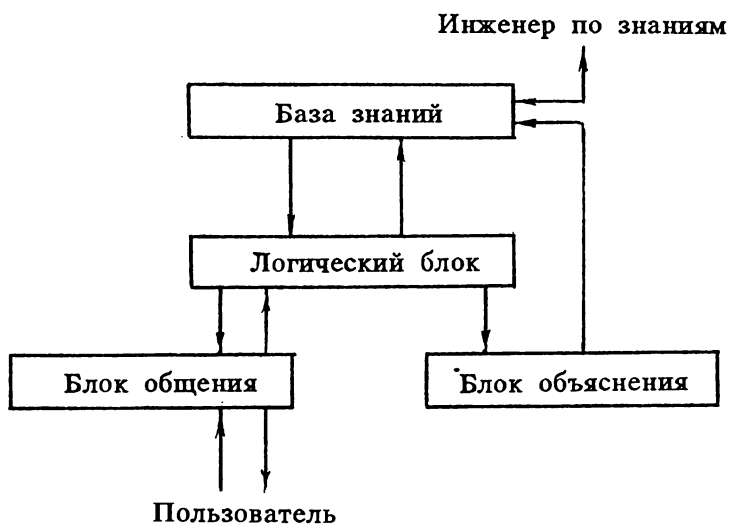 Инженер по знаниям
База знаний
Логический блок
Блок общения
Блок объяснения
Пользователь